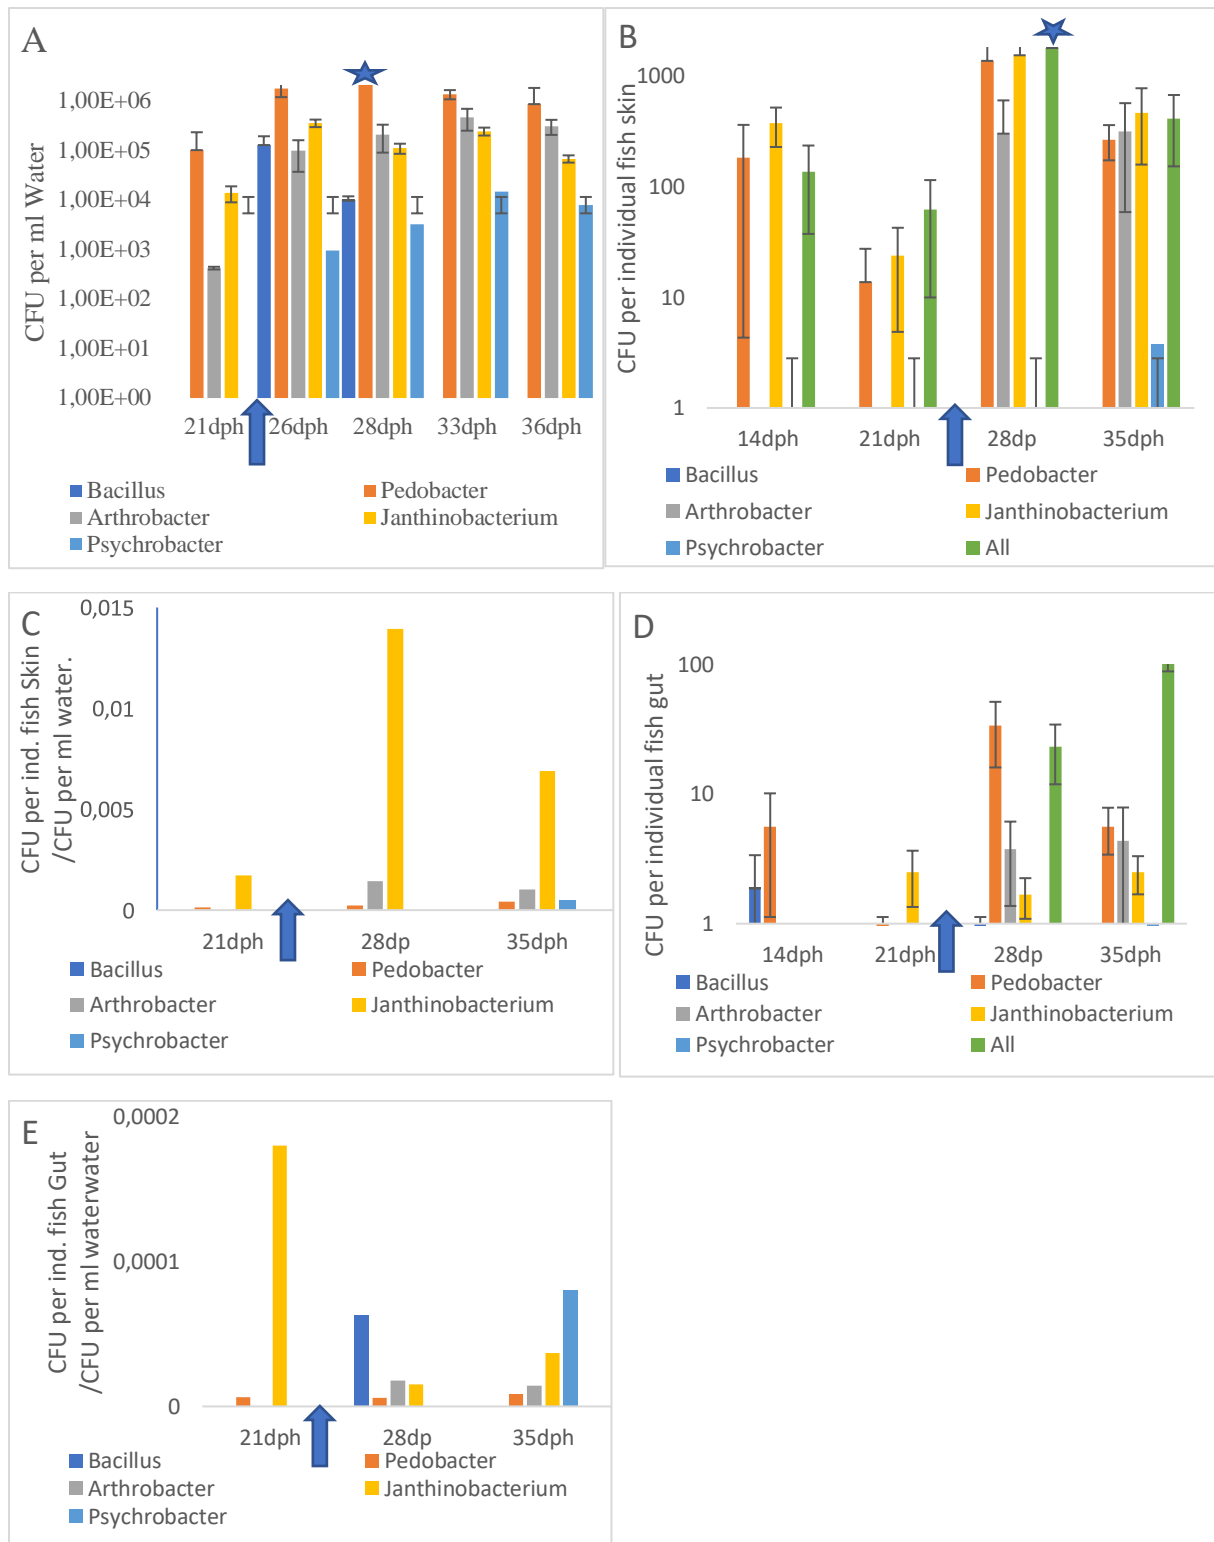 A
CFU per ml Water
1,00E+06
1,00E+05
1,00E+04
1,00E+03
1,00E+02
1,00E+01
1,00E+00
21dph 26dph 28dph 33dph 36dph
Bacillus Pedobacter
Arthrobacter Janthinobacterium
Psychrobacter
B
CFU per individual fish skin
1000
100
10
1
14dph 21dph 28dp 35dph
Bacillus Pedobacter
Arthrobacter Janthinobacterium
Psychrobacter All
C
CFU per ind. fish Skin C
/CFU per ml water.
0,015
0,01
0,005
0
21dph 28dp 35dph
Bacillus Pedobacter
Arthrobacter Janthinobacterium
Psychrobacter
D
CFU per individual fish gut
100
10
1
14dph 21dph 28dp 35dph
Bacillus Pedobacter
Arthrobacter Janthinobacterium
Psychrobacter All
E
CFU per ind. fish Gut
/CFU per ml waterwater
0,0002
0,0001
0
21dph 28dp 35dph
Bacillus Pedobacter
Arthrobacter Janthinobacterium
Psychrobacter